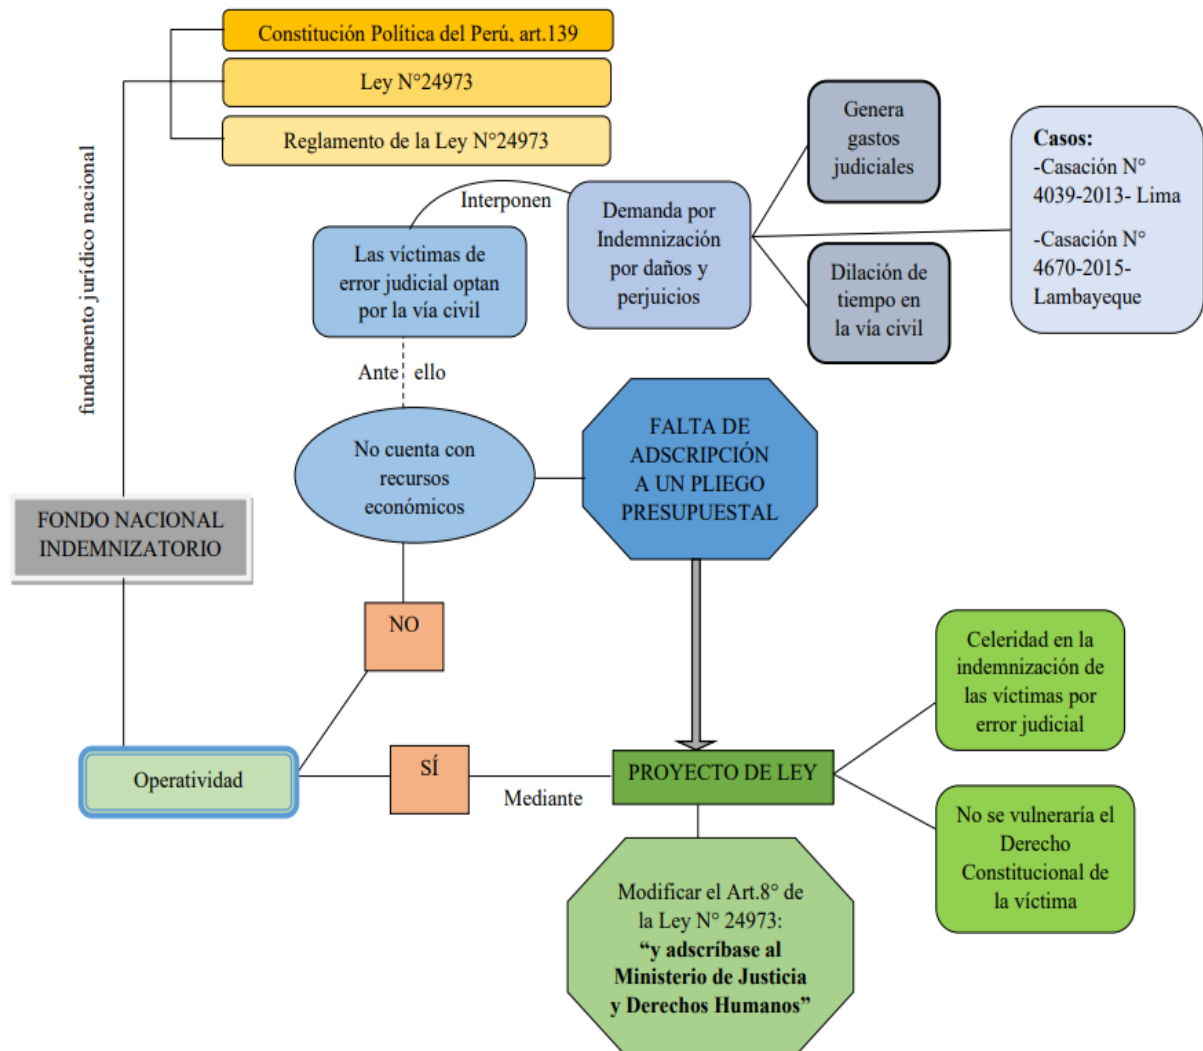 Constitución Política del Perú, art.139
Ley N°24973
Reglamento de la Ley N°24973
fundamento jurídico nacional
FONDO NACIONAL
INDEMNIZATORIO
Operatividad
Interponen
Las víctimas de
error judicial optan
por la vía civil
Demanda por
Indemnización
por daños y
perjuicios
Genera
gastos
judiciales
Dilación de
tiempo en
la vía civil
Casos:
-Casación N°
4039-2013- Lima
-Casación N°
4670-2015-
Lambayeque
Ante ello
No cuenta con
recursos
económicos
FALTA DE
ADSCRIPCIÓN
A UN PLIEGO
PRESUPUESTAL
NO
SÍ
Mediante
PROYECTO DE LEY
Celeridad en la
indemnización de
las víctimas por
error judicial
No se vulneraría el
Derecho
Constitucional de
la víctima
Modificar el Art.8° de
la Ley N° 24973:
“y adscríbase al
Ministerio de Justicia
y Derechos Humanos”